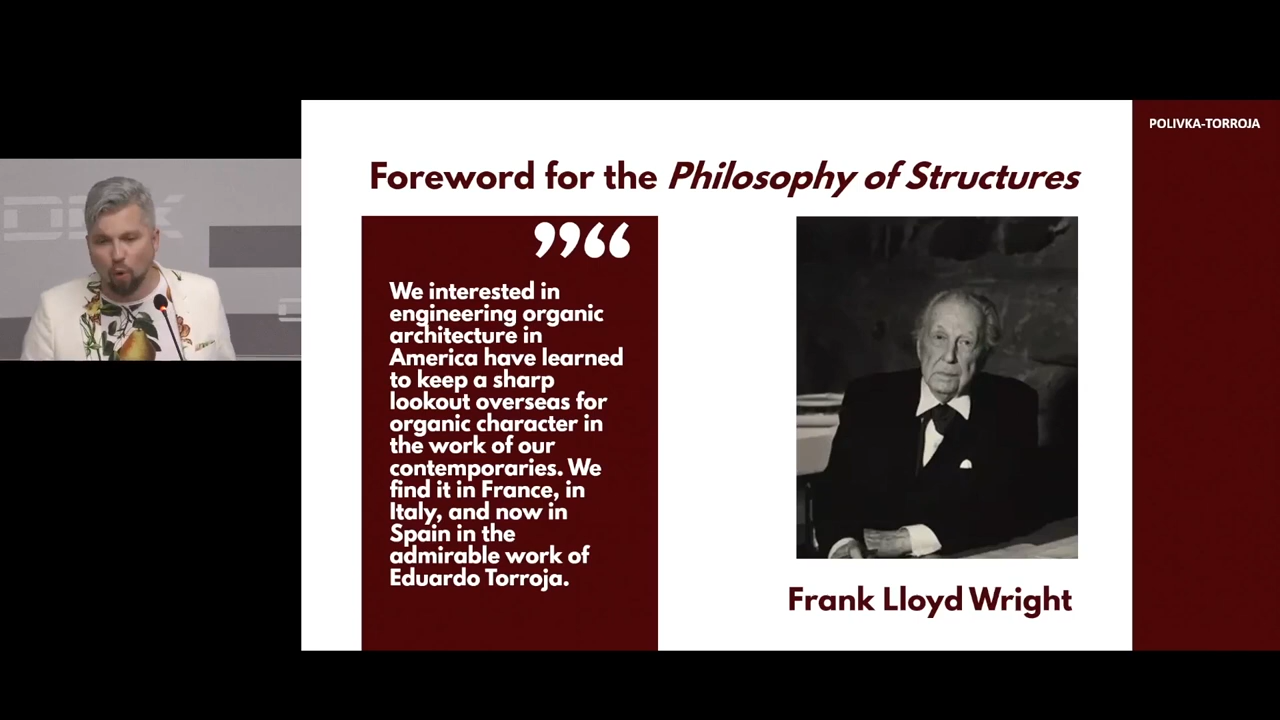 POLIVKA-TORROJA
Foreword for the Philosophy of Structures
We interested in
engineering organic
architecture in
America have learned
to keep a sharp
lookout overseas for
organic character in
the work of our
contemporaries. We
find it in France, in
Italy, and now in
Spain in the
admirable work of
Eduardo Torroja.
Frank Lloyd Wright